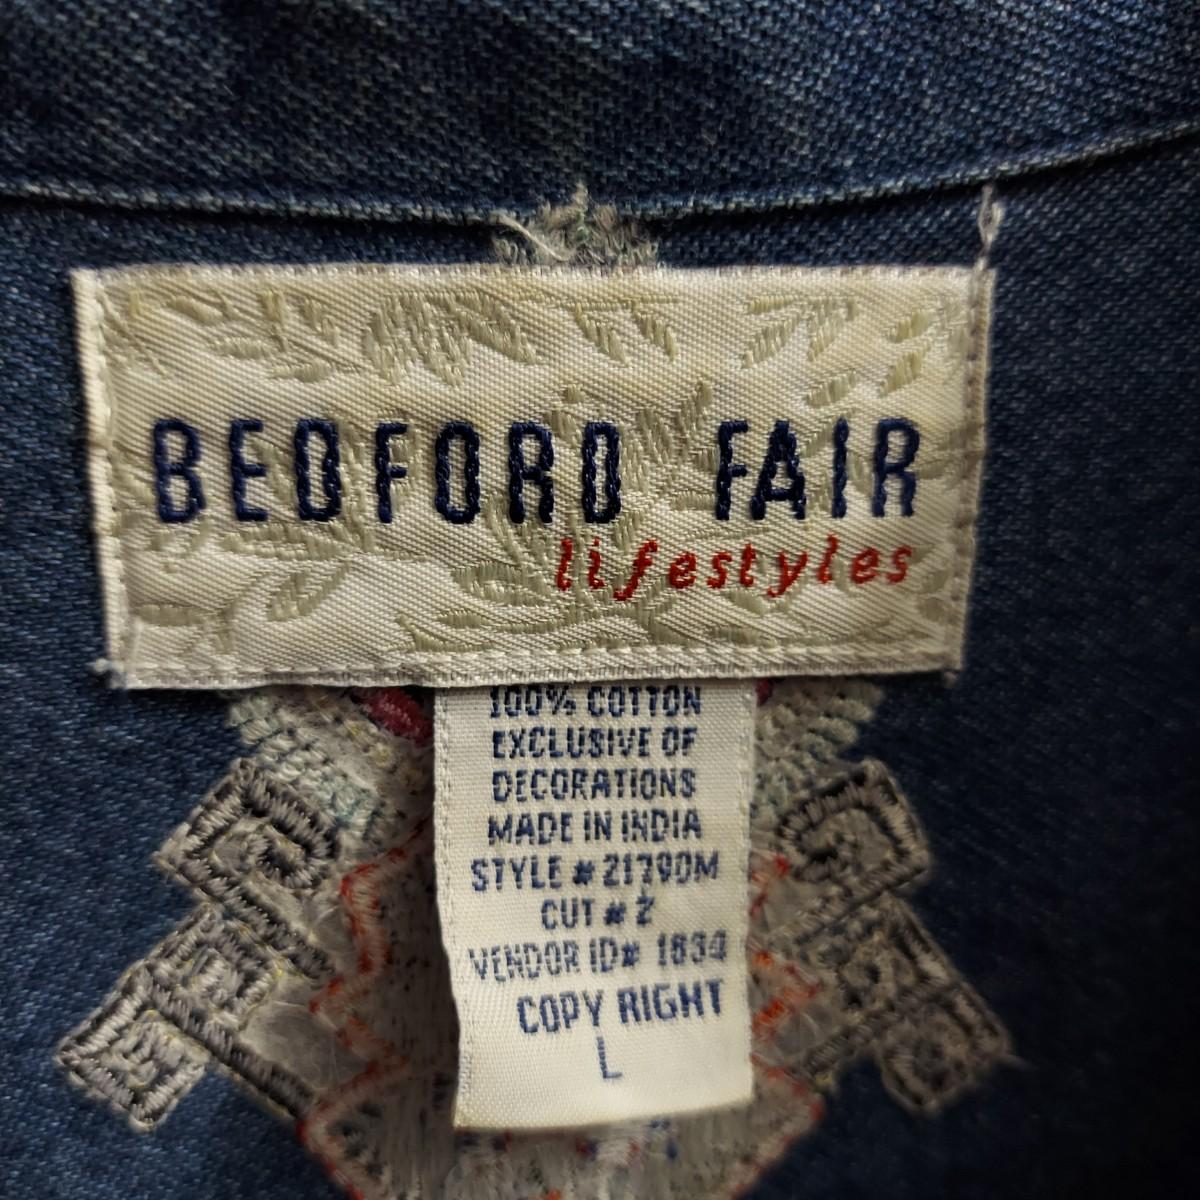 BEDFORD FAIR
lifestyles
100% COTTON
EXCLUSIVE OF
DECORATIONS
MADE IN INDIA
STYLE # 21790M
CUT # 2
VENDOR ID# 1834
COPY RIGHT
L